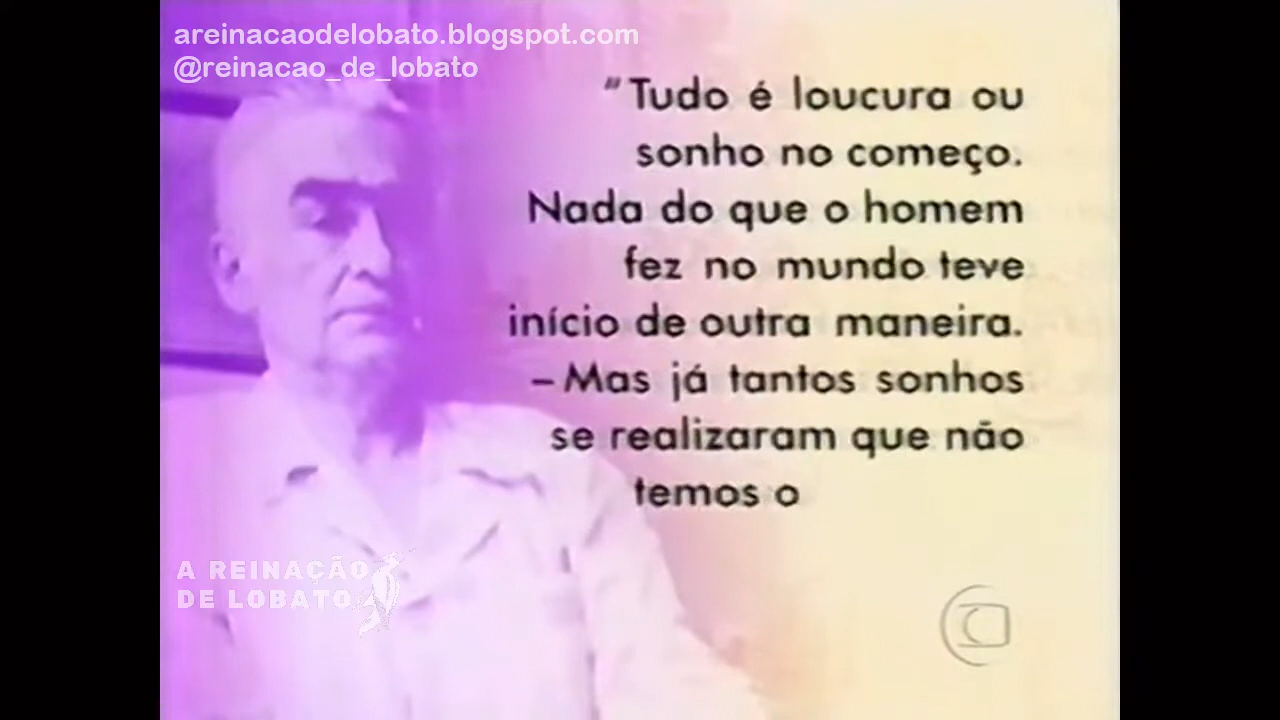 areinacaodelobato.blogspot.com
@reinacao_de_lobato
“Tudo é loucura ou
sonho no começo.
Nada do que o homem
fez no mundo teve
início de outra maneira.
– Mas já tantos sonhos
se realizaram que não
temos o
A REINAÇÃO
DE LOBATO